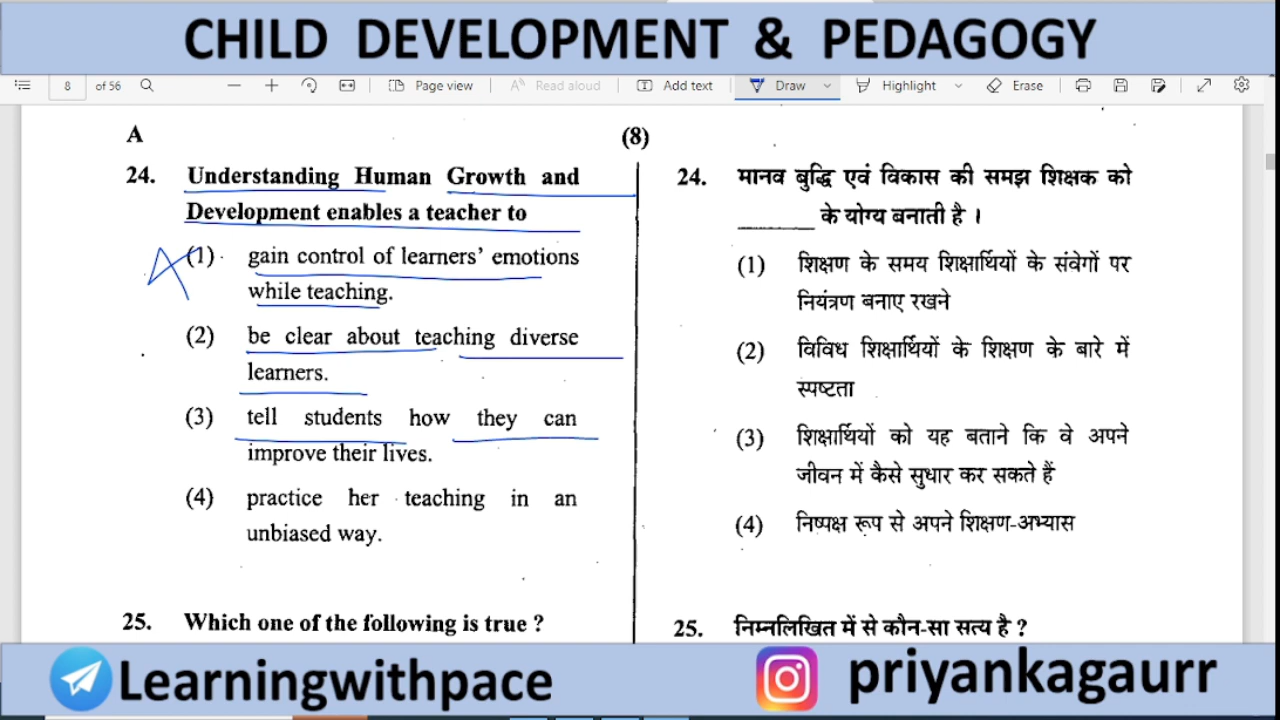 CHILD DEVELOPMENT & PEDAGOGY
8 of 56 Page view Read aloud Add text Draw Highlight Erase
A (8)
24. Understanding Human Growth and
Development enables a teacher to
(1) gain control of learners' emotions
while teaching.
(2) be clear about teaching diverse
learners.
(3) tell students how they can
improve their lives.
(4) practice her teaching in an
unbiased way.
25. Which one of the following is true ?
24. मानव बुद्धि एवं विकास की समझ शिक्षक को
______ के योग्य बनाती है ।
(1) शिक्षण के समय शिक्षार्थियों के संवेगों पर
नियंत्रण बनाए रखने
(2) विविध शिक्षार्थियों के शिक्षण के बारे में
स्पष्टता
(3) शिक्षार्थियों को यह बताने कि वे अपने
जीवन में कैसे सुधार कर सकते हैं
(4) निष्पक्ष रूप से अपने शिक्षण-अभ्यास
25. निम्नलिखित में से कौन-सा सत्य है ?
Learningwithpace
priyankagaurr